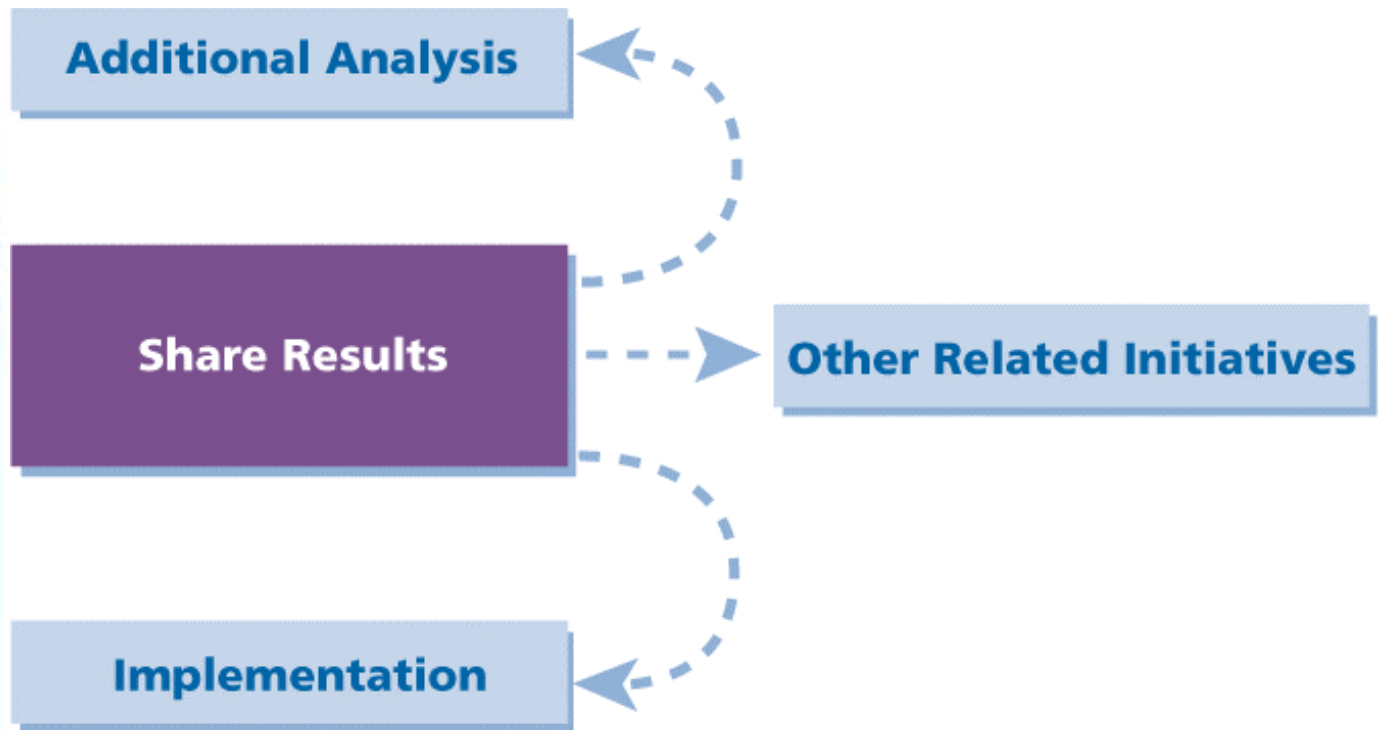 Additional Analysis
Share Results
Other Related Initiatives
Implementation